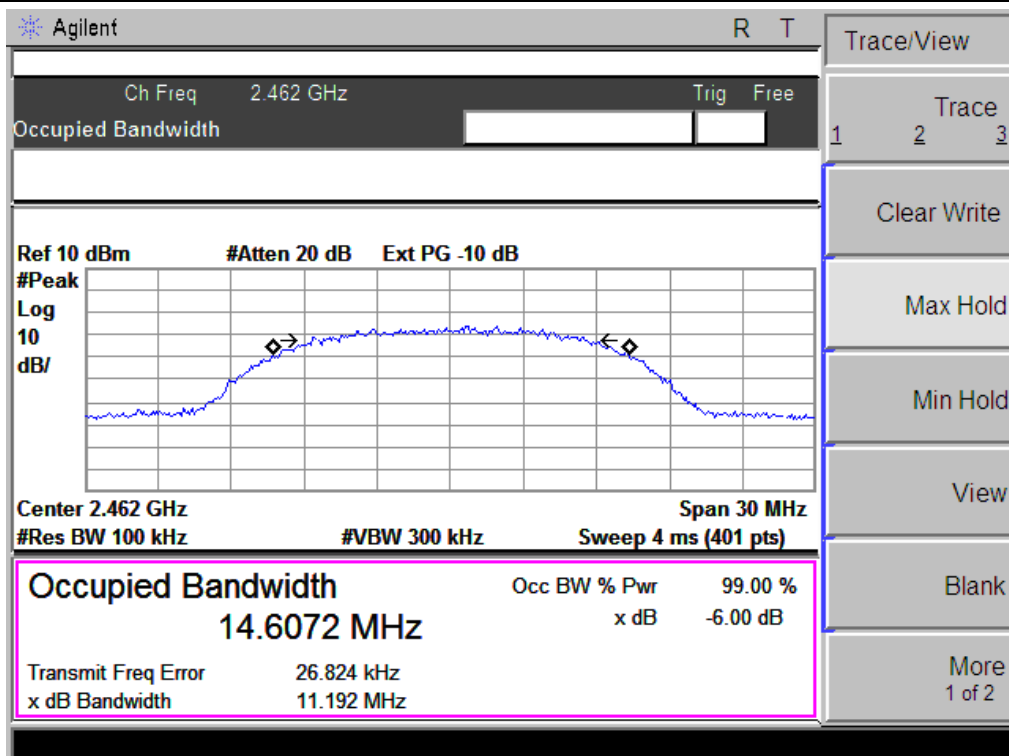 Agilent R T
Trace/View
Ch Freq 2.462 GHz Trig Free
Occupied Bandwidth
Trace
1 2 3
Clear Write
Max Hold
Min Hold
View
Blank
More
1 of 2
Ref 10 dBm #Atten 20 dB Ext PG -10 dB
#Peak
Log
10
dB/
Center 2.462 GHz Span 30 MHz
#Res BW 100 kHz #VBW 300 kHz Sweep 4 ms (401 pts)
Occupied Bandwidth Occ BW % Pwr 99.00 %
14.6072 MHz x dB -6.00 dB
Transmit Freq Error 26.824 kHz
x dB Bandwidth 11.192 MHz